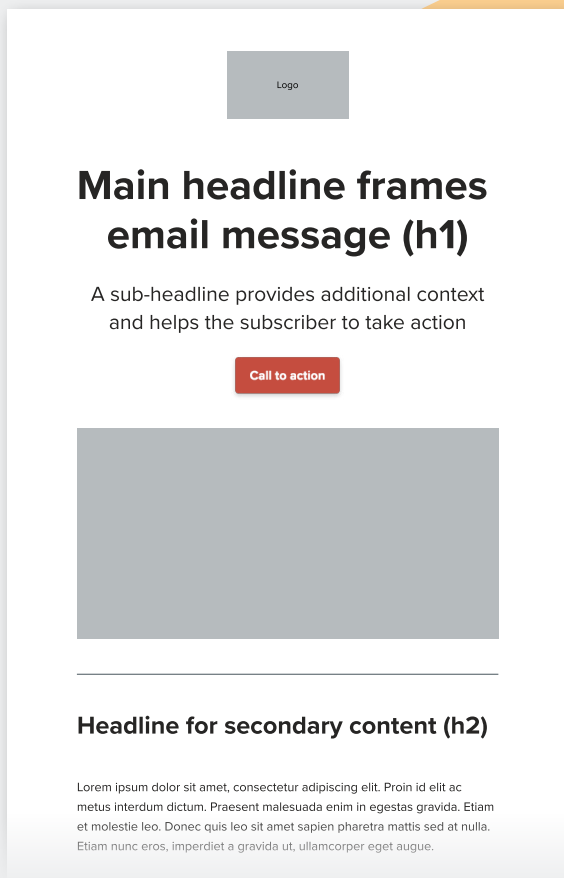 Logo
Main headline frames
email message (h1)
A sub-headline provides additional context
and helps the subscriber to take action
Call to action
Headline for secondary content (h2)
Lorem ipsum dolor sit amet, consectetur adipiscing elit. Proin id elit ac
metus interdum dictum. Praesent malesuada enim in egestas gravida. Etiam
et molestie leo. Donec quis leo sit amet sapien pharetra mattis sed at nulla.
Etiam nunc eros, imperdiet a gravida ut, ullamcorper eget augue.